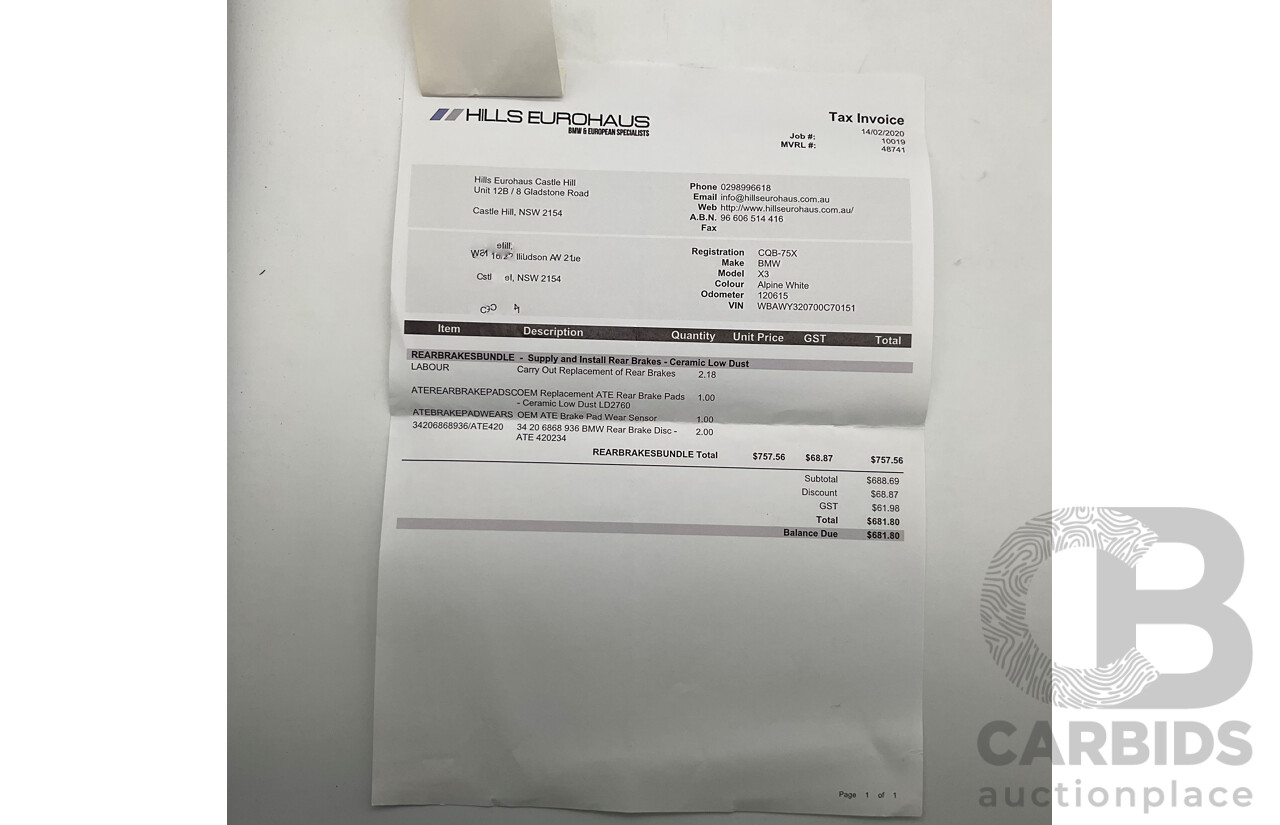 HILLS EUROHAUS
BMW & EUROPEAN SPECIALISTS
Tax Invoice
14/02/2020
Job #: 10019
MVRL #: 48741
Hills Eurohaus Castle Hill
Unit 12B / 8 Gladstone Road
Castle Hill, NSW 2154
Phone 0298996618
Email info@hillseurohaus.com.au
Web http://www.hillseurohaus.com.au/
A.B.N. 96 606 514 416
Fax
NSW 2154
Registration CQB-75X
Make BMW
Model X3
Colour Alpine White
Odometer 120615
VIN WBAWY320700C70151
Item Description Quantity Unit Price GST Total
REARBRAKESBUNDLE - Supply and Install Rear Brakes - Ceramic Low Dust
LABOUR Carry Out Replacement of Rear Brakes 2.18
ATEREARBRAKEPADSCOEM Replacement ATE Rear Brake Pads 1.00
- Ceramic Low Dust LD2760
ATEBRAKEPADWEARS OEM ATE Brake Pad Wear Sensor 1.00
34206868936/ATE420 34 20 6868 936 BMW Rear Brake Disc - 2.00
ATE 420234
REARBRAKESBUNDLE Total $757.56 $68.87 $757.56
Subtotal $688.69
Discount $68.87
GST $61.98
Total $681.80
Balance Due $681.80
Page 1 of 1
CB
CARBIDS
auctionplace